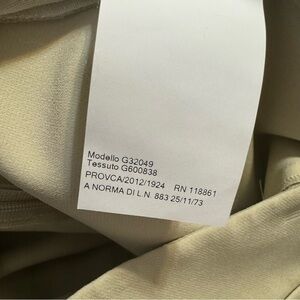 Modello G32049
Tessuto G600838
PROVCA/2012/1924 RN 118861
A NORMA DI L.N. 883 25/11/73